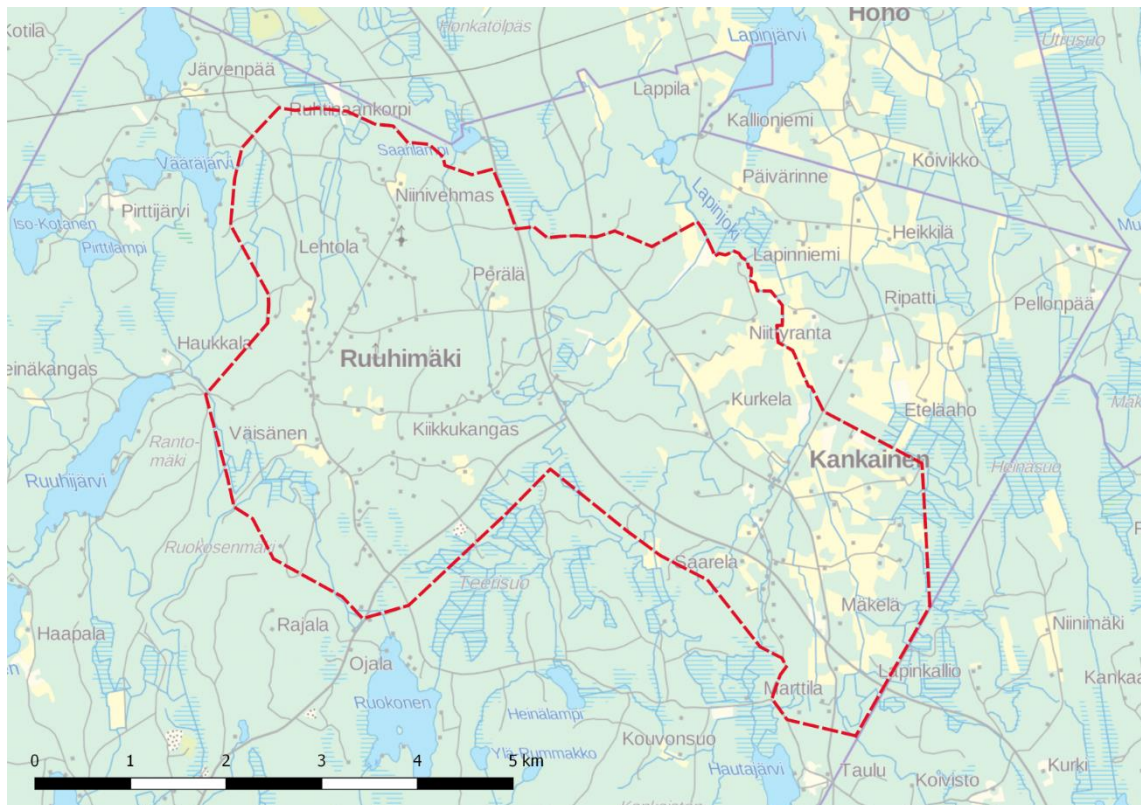 Kotila
Honkatolpas
Hoho
Lapinjärvi
Utrusuo
Järvenpää
Lappila
Ruhtinaankorpi
Kallioniemi
Saarilampi
Vääräjärvi
Koivikko
Päivärinne
Niinivehmas
Pirttijärvi
Lapinjoki
Iso-Kotanen
Pirttilampi
Lehtola
Heikkilä
Lapinniemi
Perälä
Ripatti
Pellonpää
Haukkala
Niittyranta
Ruuhimäki
einäkangas
Kurkela
Eteläaho
Ranto-
mäki
Väisänen
Kiikkukangas
Kankainen
Heinäsuo
Ruuhijärvi
Ruokosenmäki
Teerisuo
Saarela
Mäkelä
Haapala
Rajala
Niinimäki
Ojala
Lapinkallio
Marttila
Ruokonen
Heinälampi
Kouvonsuo
Ylä-Rummakko
Hautajärvi
Taulu
Koivisto
Kurki
0 1 2 3 4 5 km